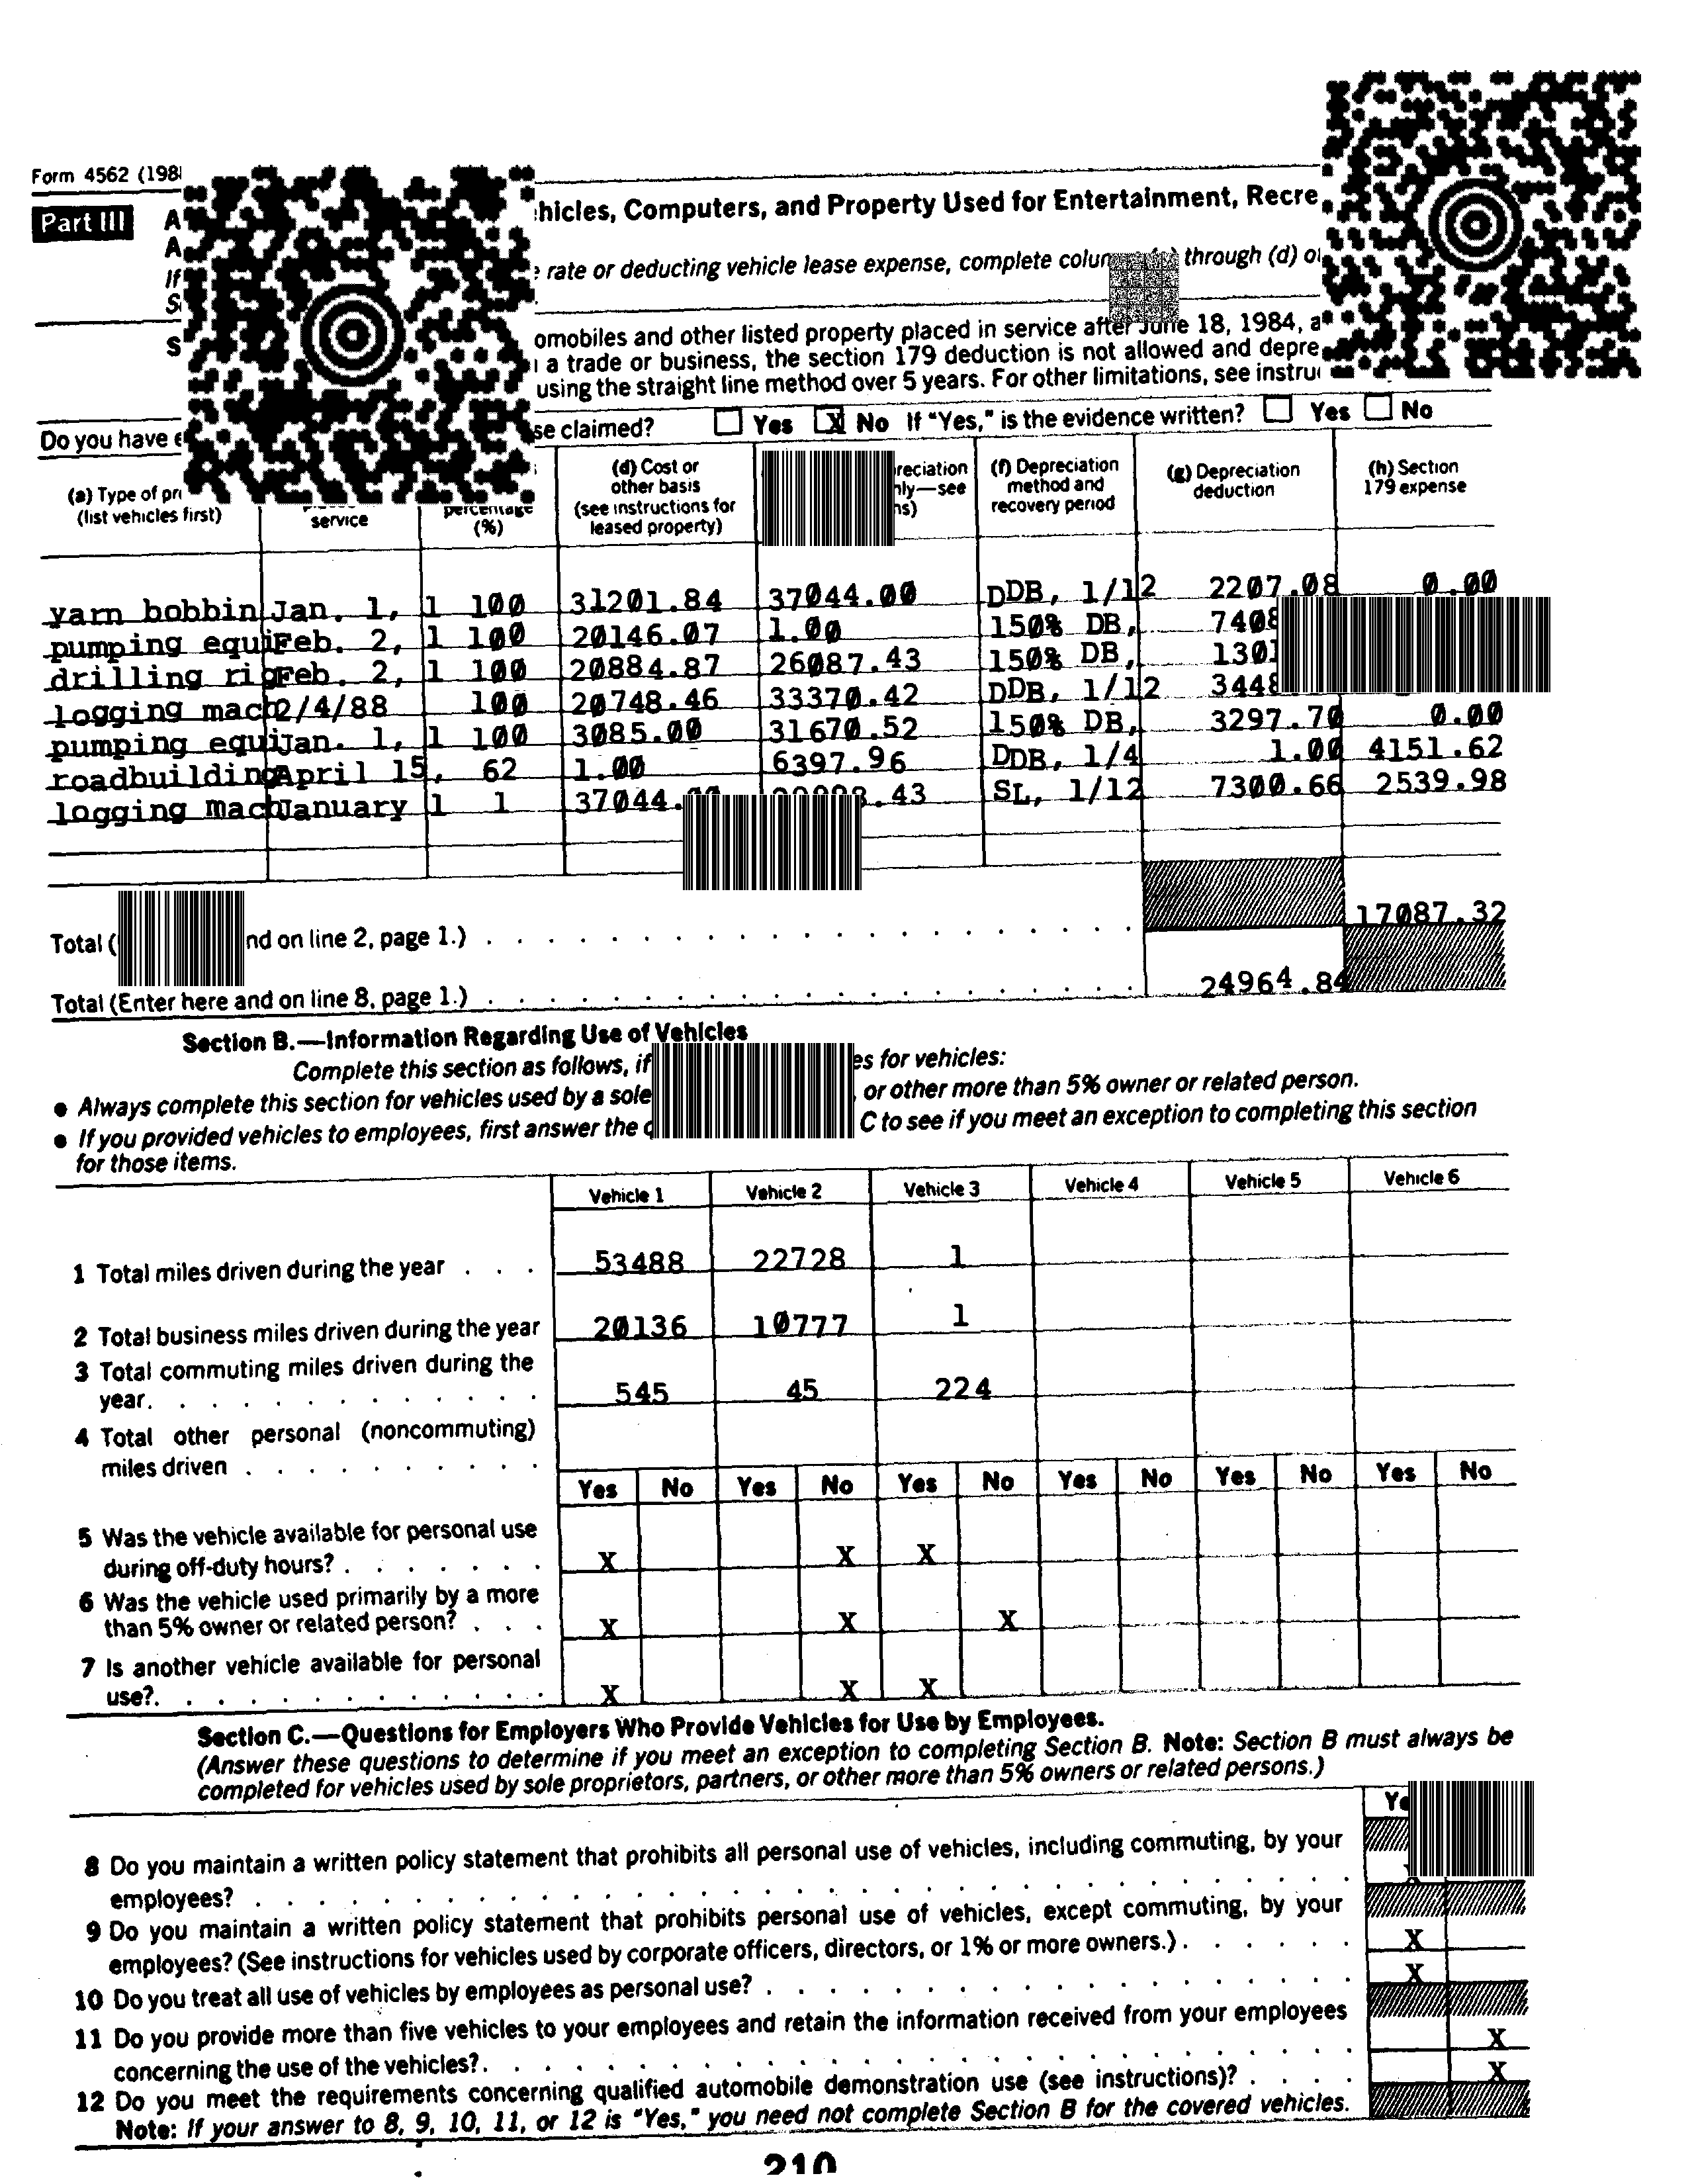 Form 4562 (198
Part III
hicles, Computers, and Property Used for Entertainment, Recre
If
rate or deducting vehicle lease expense, complete through (d)
omobiles and other listed property placed in service after June 18, 1984,
a trade or business, the section 179 deduction is not allowed and depre
using the straight line method over 5 years. For other limitations, see instru
Do you have
se claimed? Yes X No If "Yes," is the evidence written? Yes No
(a) Type of
(list vehicles first)
service
percentage
(%)
(d) Cost or
other basis
(see instructions for
leased property)
reciation
nly—see
ns)
(f) Depreciation
method and
recovery period
(g) Depreciation
deduction
(h) Section
179 expense
yarn bobbin Jan. 1, 1 100 31201.84 37044.00 DDB, 1/12 2207.08 0.00
pumping equi Feb. 2, 1 100 20146.07 1.00 150% DB, 7408
drilling rig Feb. 2, 1 100 20884.87 26087.43 150% DB, 1301
logging mach 2/4/88 100 20748.46 33370.42 DDB, 1/12 3448
pumping equi Jan. 1, 1 100 3085.00 31670.52 150% DB, 3297.70 0.00
roadbuilding April 15, 62 1.00 6397.96 DDB, 1/4 1.00 4151.62
logging mach January 1 1 37044. .43 SL, 1/12 7300.66 2539.98
Total ( nd on line 2, page 1.) 17087.32
Total (Enter here and on line 8, page 1.) 24964.84
Section B.—Information Regarding Use of Vehicles
Complete this section as follows, if es for vehicles:
● Always complete this section for vehicles used by a sole or other more than 5% owner or related person.
● If you provided vehicles to employees, first answer the C to see if you meet an exception to completing this section
for those items.
Vehicle 1 Vehicle 2 Vehicle 3 Vehicle 4 Vehicle 5 Vehicle 6
1 Total miles driven during the year . . . 53488 22728 1
2 Total business miles driven during the year 20136 10777 1
3 Total commuting miles driven during the
year. 545 45 224
4 Total other personal (noncommuting)
miles driven
Yes No Yes No Yes No Yes No Yes No Yes No
5 Was the vehicle available for personal use
during off-duty hours? X X X
6 Was the vehicle used primarily by a more
than 5% owner or related person? X X X
7 Is another vehicle available for personal
use? X X X
Section C.—Questions for Employers Who Provide Vehicles for Use by Employees.
(Answer these questions to determine if you meet an exception to completing Section B. Note: Section B must always be
completed for vehicles used by sole proprietors, partners, or other more than 5% owners or related persons.)
8 Do you maintain a written policy statement that prohibits all personal use of vehicles, including commuting, by your
employees?
9 Do you maintain a written policy statement that prohibits personal use of vehicles, except commuting, by your
employees? (See instructions for vehicles used by corporate officers, directors, or 1% or more owners.) X
10 Do you treat all use of vehicles by employees as personal use? X
11 Do you provide more than five vehicles to your employees and retain the information received from your employees
concerning the use of the vehicles? X
12 Do you meet the requirements concerning qualified automobile demonstration use (see instructions)? X
Note: If your answer to 8, 9, 10, 11, or 12 is "Yes," you need not complete Section B for the covered vehicles.
210